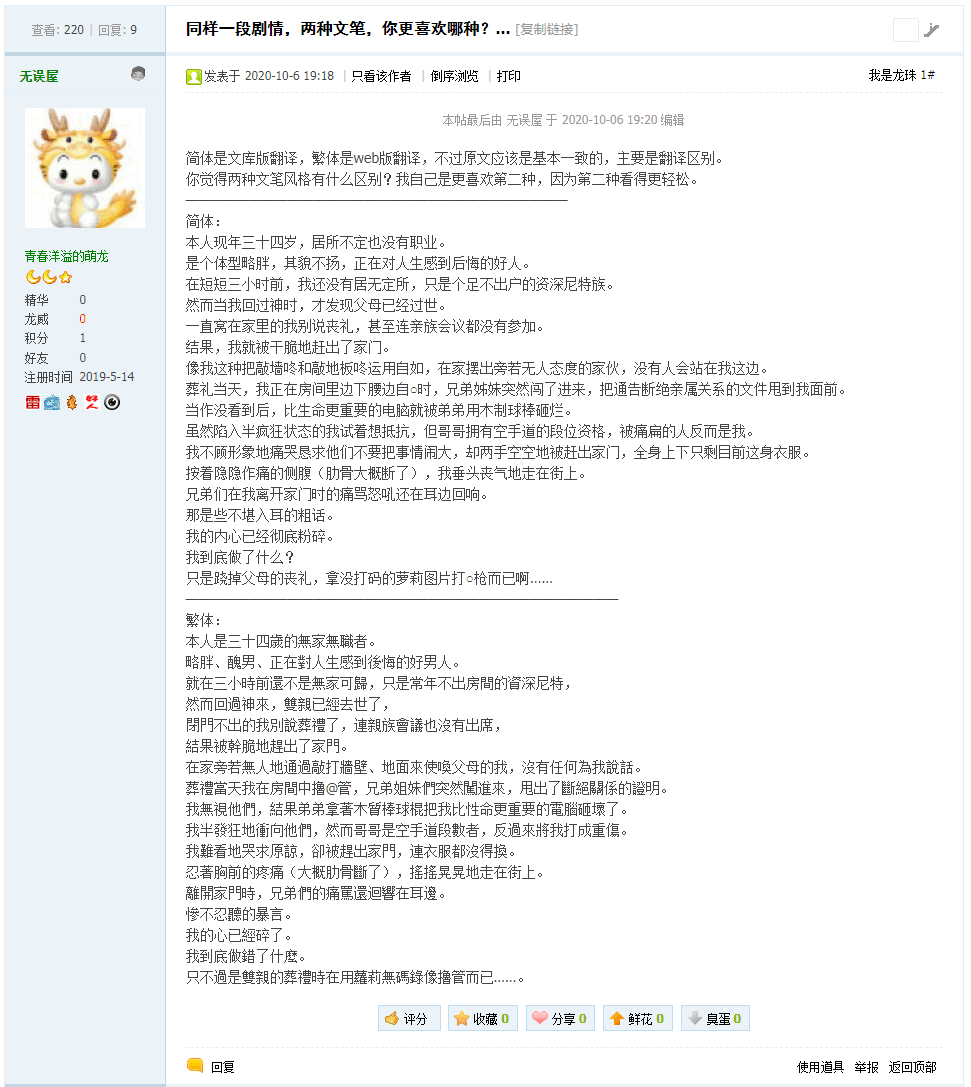 查看: 220 | 回复: 9
同样一段剧情，两种文笔，你更喜欢哪种？... [复制链接]
无误屋
发表于 2020-10-6 19:18 | 只看该作者 | 倒序浏览 | 打印
我是龙珠 1#
本帖最后由 无误屋 于 2020-10-06 19:20 编辑
青春洋溢的萌龙
精华 0
龙威 0
积分 1
好友 0
注册时间 2019-5-14
简体是文库版翻译，繁体是web版翻译，不过原文应该是基本一致的，主要是翻译区别。
你觉得两种文笔风格有什么区别？我自己是更喜欢第二种，因为第二种看得更轻松。
简体：
本人现年三十四岁，居所不定也没有职业。
是个体型略胖，其貌不扬，正在对人生感到后悔的好人。
在短短三小时前，我还没有居无定所，只是个足不出户的资深尼特族。
然而当我回过神时，才发现父母已经过世。
一直窝在家里的我别说丧礼，甚至连亲族会议都没有参加。
结果，我就被干脆地赶出了家门。
像我这种把敲墙咚和敲地板咚运用自如，在家摆出旁若无人态度的家伙，没有人会站在我这边。
葬礼当天，我正在房间里边下腰边自○时，兄弟姊妹突然闯了进来，把通告断绝亲属关系的文件甩到我面前。
当作没看到后，比生命更重要的电脑就被弟弟用木制球棒砸烂。
虽然陷入半疯狂状态的我试着想抵抗，但哥哥拥有空手道的段位资格，被痛扁的人反而是我。
我不顾形象地痛哭恳求他们不要把事情闹大，却两手空空地被赶出家门，全身上下只剩目前这身衣服。
按着隐隐作痛的侧腹（肋骨大概断了），我垂头丧气地走在街上。
兄弟们在我离开家门时的痛骂怒吼还在耳边回响。
那是些不堪入耳的粗话。
我的内心已经彻底粉碎。
我到底做了什么？
只是跷掉父母的丧礼，拿没打码的萝莉图片打○枪而已啊……
繁体：
本人是三十四歲的無家無職者。
略胖、醜男、正在對人生感到後悔的好男人。
就在三小時前還不是無家可歸，只是常年不出房間的資深尼特，
然而回過神來，雙親已經去世了，
閉門不出的我別說葬禮了，連親族會議也沒有出席，
結果被幹脆地趕出了家門。
在家旁若無人地通過敲打牆壁、地面來使喚父母的我，沒有任何為我說話。
葬禮當天我在房間中擼@管，兄弟姐妹們突然闖進來，甩出了斷絕關係的證明。
我無視他們，結果弟弟拿著木製棒球棍把我比性命更重要的電腦砸壞了。
我半發狂地衝向他們，然而哥哥是空手道段數者，反過來將我打成重傷。
我難看地哭求原諒，卻被趕出家門，連衣服都沒得換。
忍著胸前的疼痛（大概肋骨斷了），搖搖晃晃地走在街上。
離開家門時，兄弟們的痛罵還迴響在耳邊。
慘不忍聽的暴言。
我的心已經碎了。
我到底做錯了什麼。
只不過是雙親的葬禮時在用蘿莉無碼錄像擼管而已……。
评分 收藏 0 分享 0 鲜花 0 臭蛋 0
回复
使用道具 举报 返回顶部